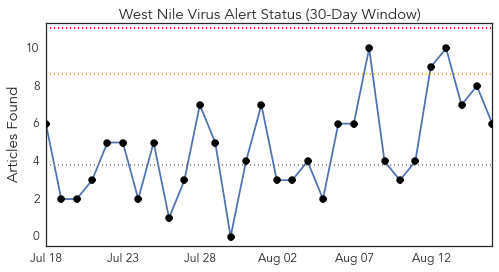 West Nile Virus Alert Status (30-Day Window)
Articles Found
10
8
6
4
2
0
Jul 18 Jul 23 Jul 28 Aug 02 Aug 07 Aug 12